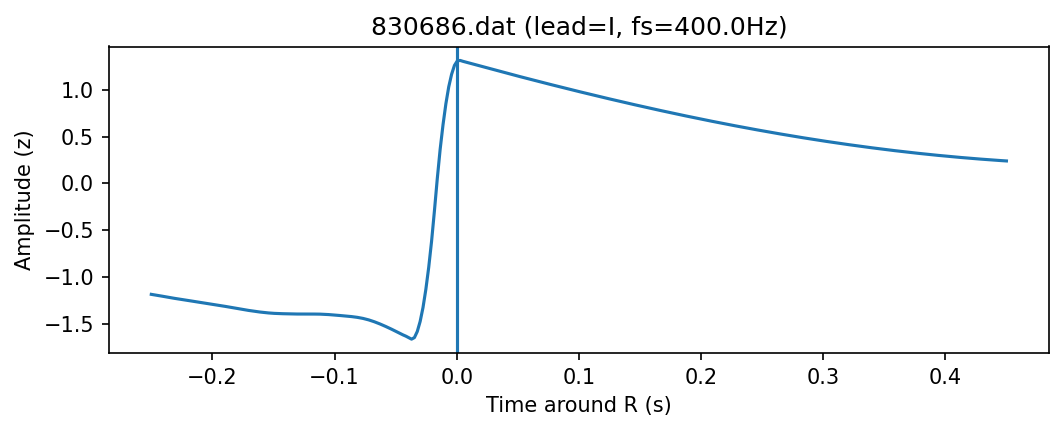 830686.dat (lead=I, fs=400.0Hz)
Amplitude (z)
1.0
0.5
0.0
−0.5
−1.0
−1.5
−0.2 −0.1 0.0 0.1 0.2 0.3 0.4
Time around R (s)